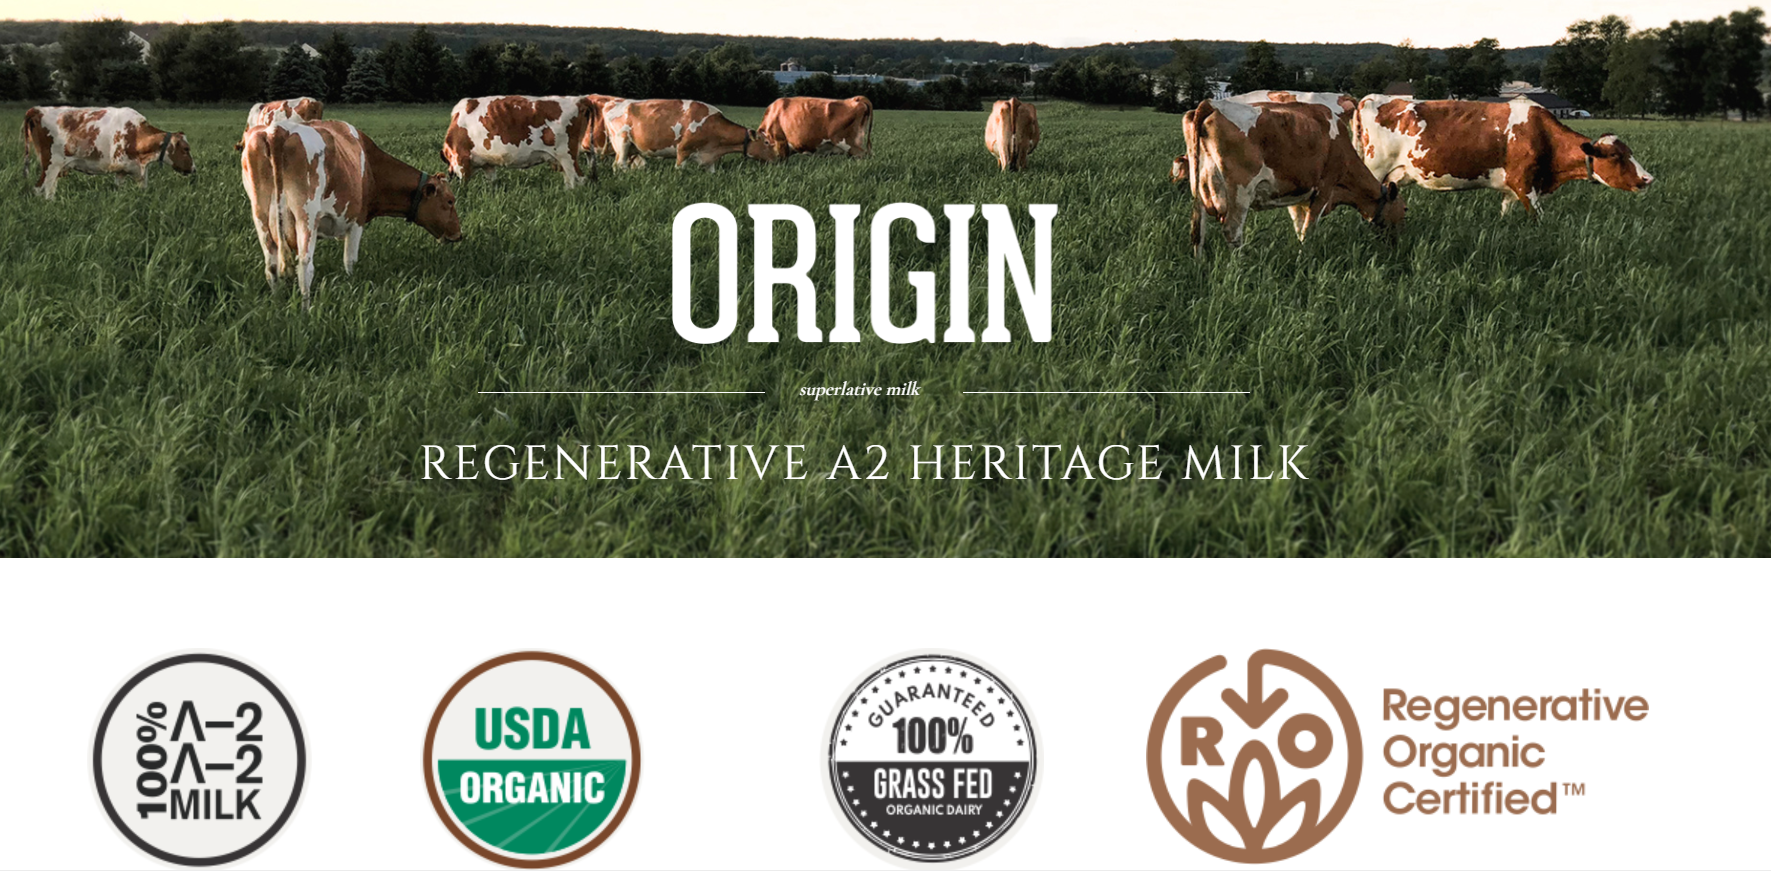 ORIGIN
superlative milk
REGENERATIVE A2 HERITAGE MILK
100%
A-2
A-2
MILK
USDA
ORGANIC
GUARANTEED
100%
GRASS FED
ORGANIC DAIRY
R O
Regenerative
Organic
Certified™